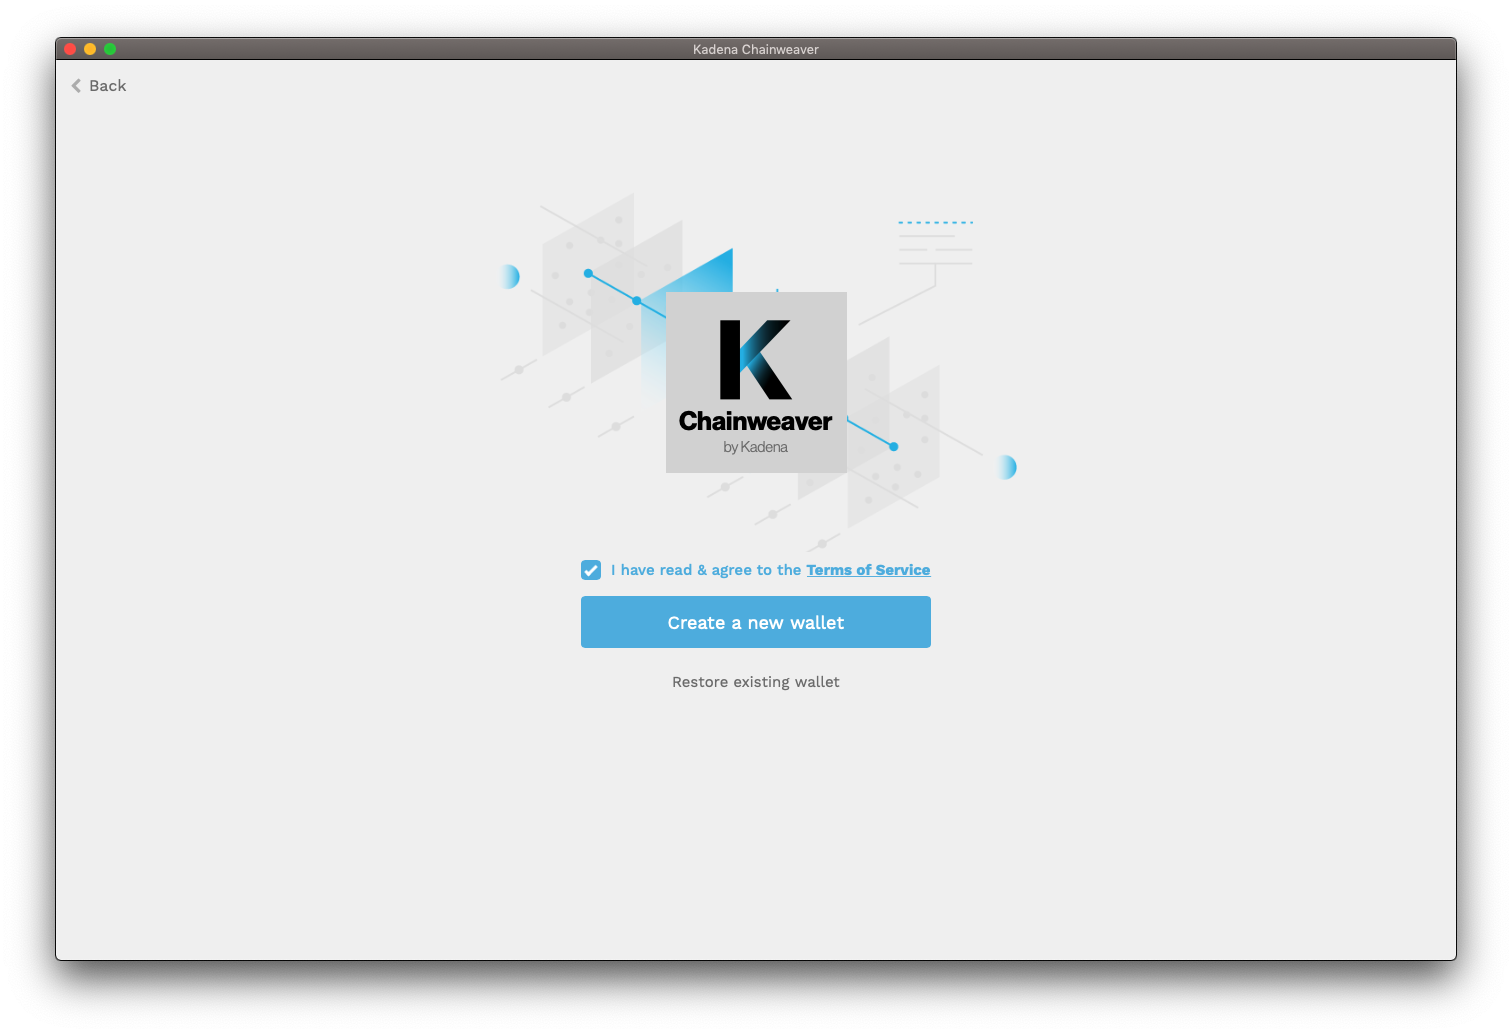 Kadena Chainweaver
Back
K
Chainweaver
by Kadena
I have read & agree to the Terms of Service
Create a new wallet
Restore existing wallet